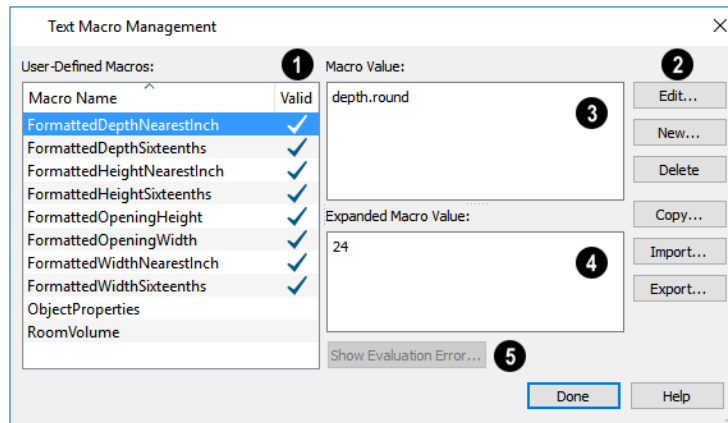 Text Macro Management
User-Defined Macros:
1
Macro Name
Valid
FormattedDepthNearestInch
FormattedDepthSixteenths
FormattedHeightNearestInch
FormattedHeightSixteenths
FormattedOpeningHeight
FormattedOpeningWidth
FormattedWidthNearestInch
FormattedWidthSixteenths
ObjectProperties
RoomVolume
Macro Value:
depth.round
3
Expanded Macro Value:
24
4
Show Evaluation Error...
5
2
Edit...
New...
Delete
Copy...
Import...
Export...
Done
Help